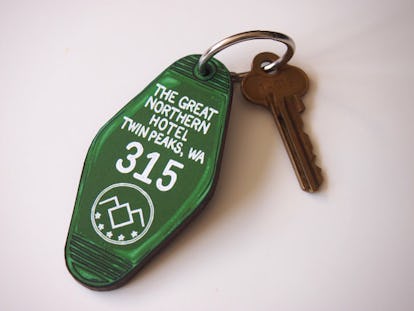 THE GREAT
NORTHERN
HOTEL
TWIN PEAKS, WA
315